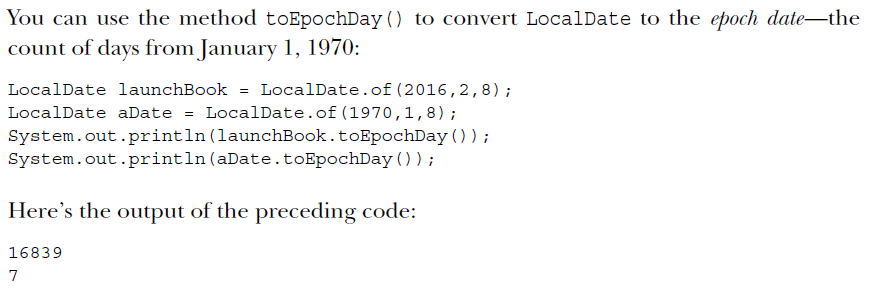 You can use the method toEpochDay() to convert LocalDate to the epoch date—the
count of days from January 1, 1970:
LocalDate launchBook = LocalDate.of(2016,2,8);
LocalDate aDate = LocalDate.of(1970,1,8);
System.out.println(launchBook.toEpochDay());
System.out.println(aDate.toEpochDay());
Here’s the output of the preceding code:
16839
7